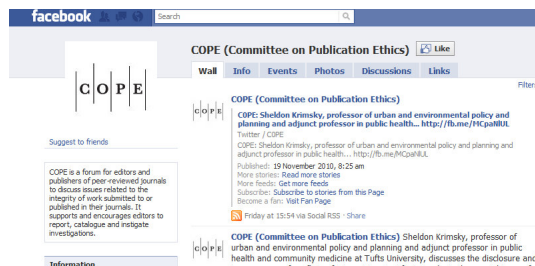 facebook
Search
COPE (Committee on Publication Ethics) Like
Wall Info Events Photos Discussions Links
Filters
COPE
Suggest to friends
COPE is a forum for editors and
publishers of peer-reviewed journals
to discuss issues related to the
integrity of work submitted to or
published in their journals. It
supports and encourages editors to
report, catalogue and instigate
investigations.
Information
COPE
COPE (Committee on Publication Ethics)
COPE: Sheldon Krimsky, professor of urban and environmental policy and
planning and adjunct professor in public health... http://fb.me/MCpaNlUL
Twitter / COPE
COPE: Sheldon Krimsky, professor of urban and environmental policy and planning and
adjunct professor in public health... http://fb.me/MCpaNlUL
Published: 19 November 2010, 8:25 am
More stories: Read more stories
More feeds: Get more feeds
Subscribe: Subscribe to stories from this Page
Become a fan: Visit Fan Page
Friday at 15:54 via Social RSS · Share
COPE
COPE (Committee on Publication Ethics) Sheldon Krimsky, professor of
urban and environmental policy and planning and adjunct professor in public
health and community medicine at Tufts University, discusses the disclosure and